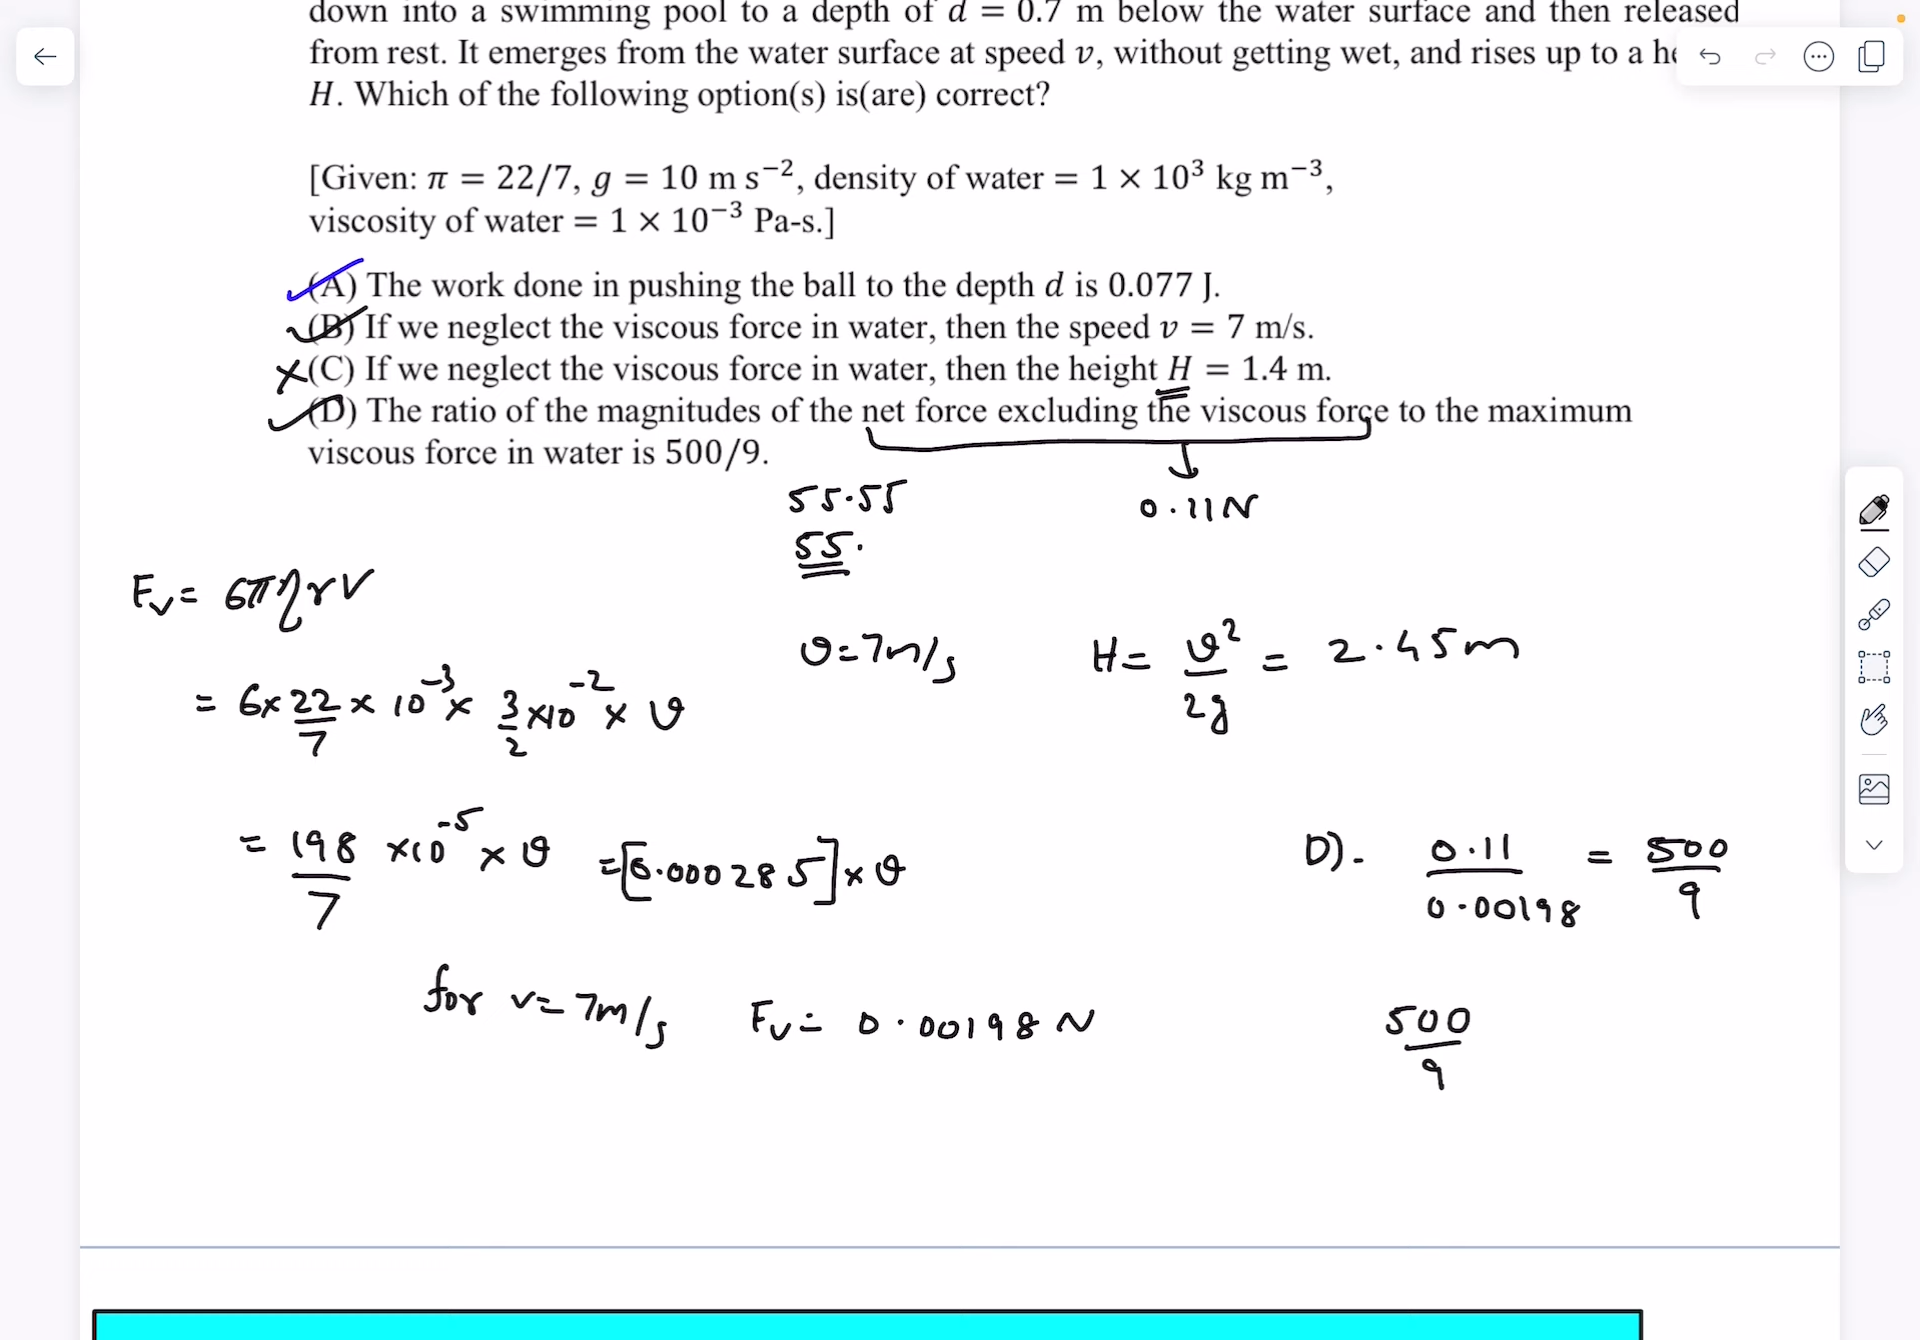 down into a swimming pool to a depth of d = 0.7 m below the water surface and then released
from rest. It emerges from the water surface at speed v, without getting wet, and rises up to a
H. Which of the following option(s) is(are) correct?
[Given: π = 22/7, g = 10 m s⁻², density of water = 1 × 10³ kg m⁻³,
viscosity of water = 1 × 10⁻³ Pa-s.]
(A) The work done in pushing the ball to the depth d is 0.077 J.
(B) If we neglect the viscous force in water, then the speed v = 7 m/s.
(C) If we neglect the viscous force in water, then the height H = 1.4 m.
(D) The ratio of the magnitudes of the net force excluding the viscous force to the maximum
viscous force in water is 500/9.
55.55
0.11N
55.
Fv = 6πηrv
v=7m/s
H = v²/2g = 2.45m
= 6x 22/7 x 10⁻³ x 3/2 x10⁻² x v
= 198/7 x10⁻⁵ x v = [0.000285] x v
D). 0.11/0.00198 = 500/9
for v= 7m/s Fv = 0.00198 N
500/9